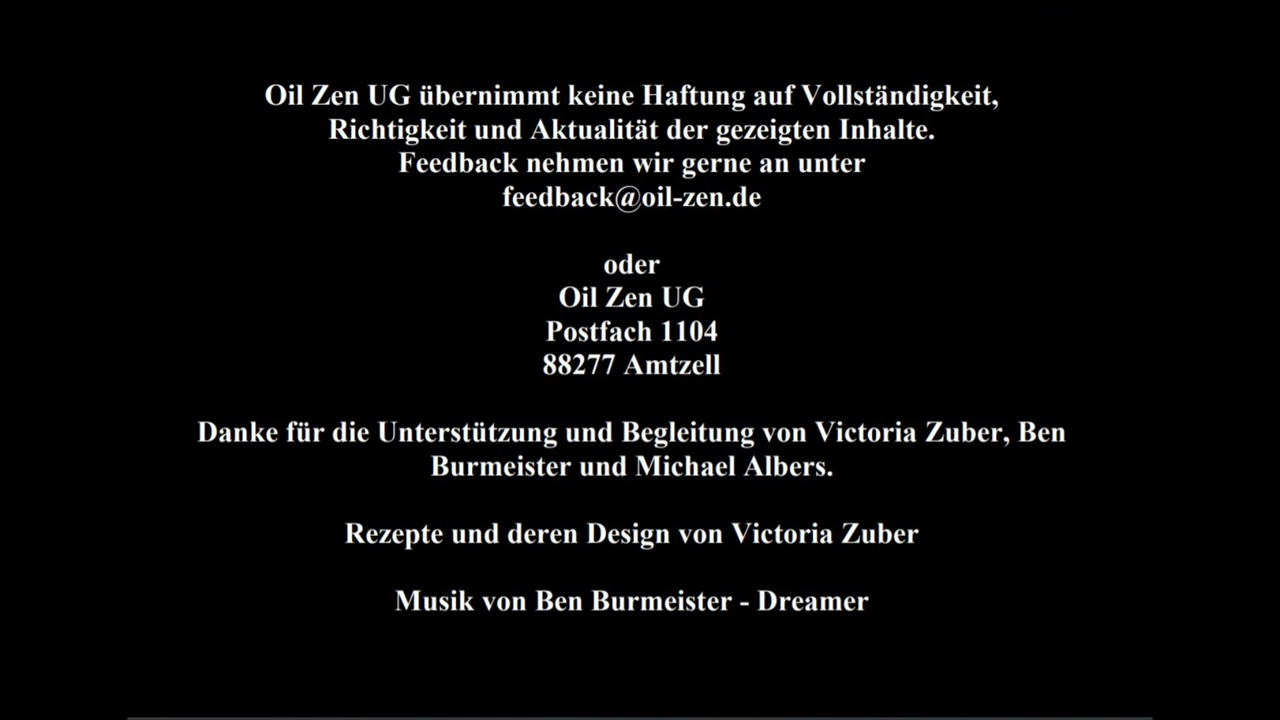 Oil Zen UG übernimmt keine Haftung auf Vollständigkeit,
Richtigkeit und Aktualität der gezeigten Inhalte.
Feedback nehmen wir gerne an unter
feedback@oil-zen.de
oder
Oil Zen UG
Postfach 1104
88277 Amtzell
Danke für die Unterstützung und Begleitung von Victoria Zuber, Ben
Burmeister und Michael Albers.
Rezepte und deren Design von Victoria Zuber
Musik von Ben Burmeister - Dreamer